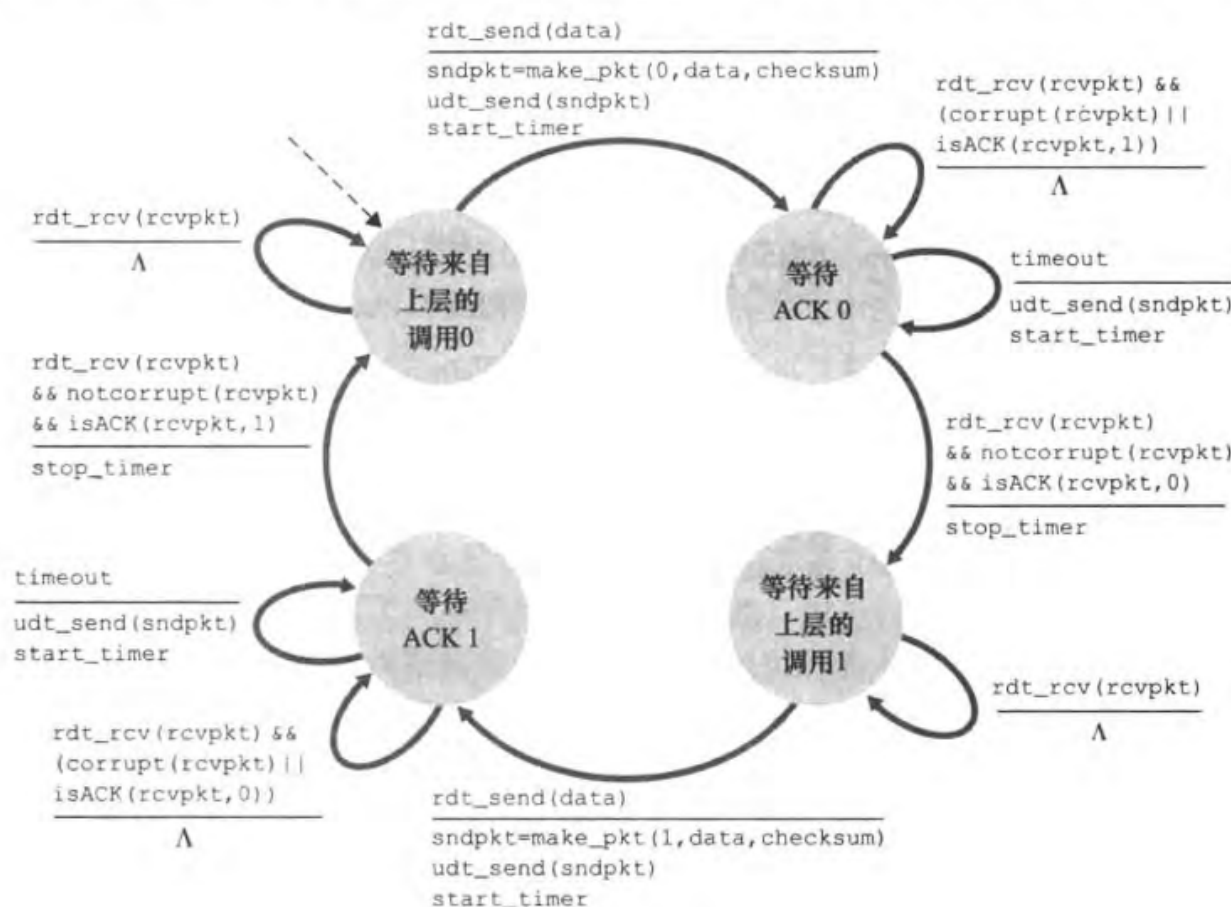 rdt_send(data)
sndpkt=make_pkt(0,data,checksum)
udt_send(sndpkt)
start_timer
rdt_rcv(rcvpkt) &&
(corrupt(rcvpkt)||
isACK(rcvpkt,1))
Λ
rdt_rcv(rcvpkt)
Λ
等待来自
上层的
调用0
等待
ACK 0
timeout
udt_send(sndpkt)
start_timer
rdt_rcv(rcvpkt)
&& notcorrupt(rcvpkt)
&& isACK(rcvpkt,1)
stop_timer
rdt_rcv(rcvpkt)
&& notcorrupt(rcvpkt)
&& isACK(rcvpkt,0)
stop_timer
timeout
udt_send(sndpkt)
start_timer
等待
ACK 1
等待来自
上层的
调用1
rdt_rcv(rcvpkt)
Λ
rdt_rcv(rcvpkt) &&
(corrupt(rcvpkt)||
isACK(rcvpkt,0))
Λ
rdt_send(data)
sndpkt=make_pkt(1,data,checksum)
udt_send(sndpkt)
start_timer